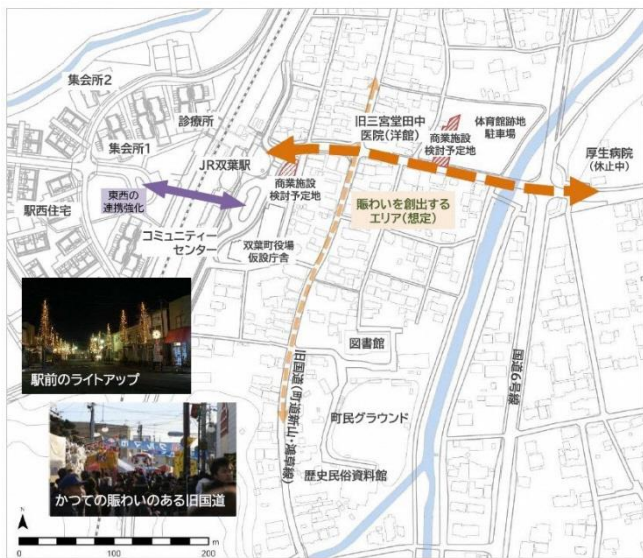 集会所2
診療所
集会所1
JR双葉駅
旧三宮堂田中
医院(洋館)
商業施設
検討予定地
体育館跡地
駐車場
厚生病院
(休止中)
東西の
連携強化
駅西住宅
商業施設
検討予定地
賑わいを創出する
エリア(想定)
コミュニティー
センター
双葉町役場
仮設庁舎
図書館
国道6号線
旧国道(町道新山・鴻草線)
町民グラウンド
歴史民俗資料館
駅前のライトアップ
かつての賑わいのある旧国道
N
0 50 100 200
m